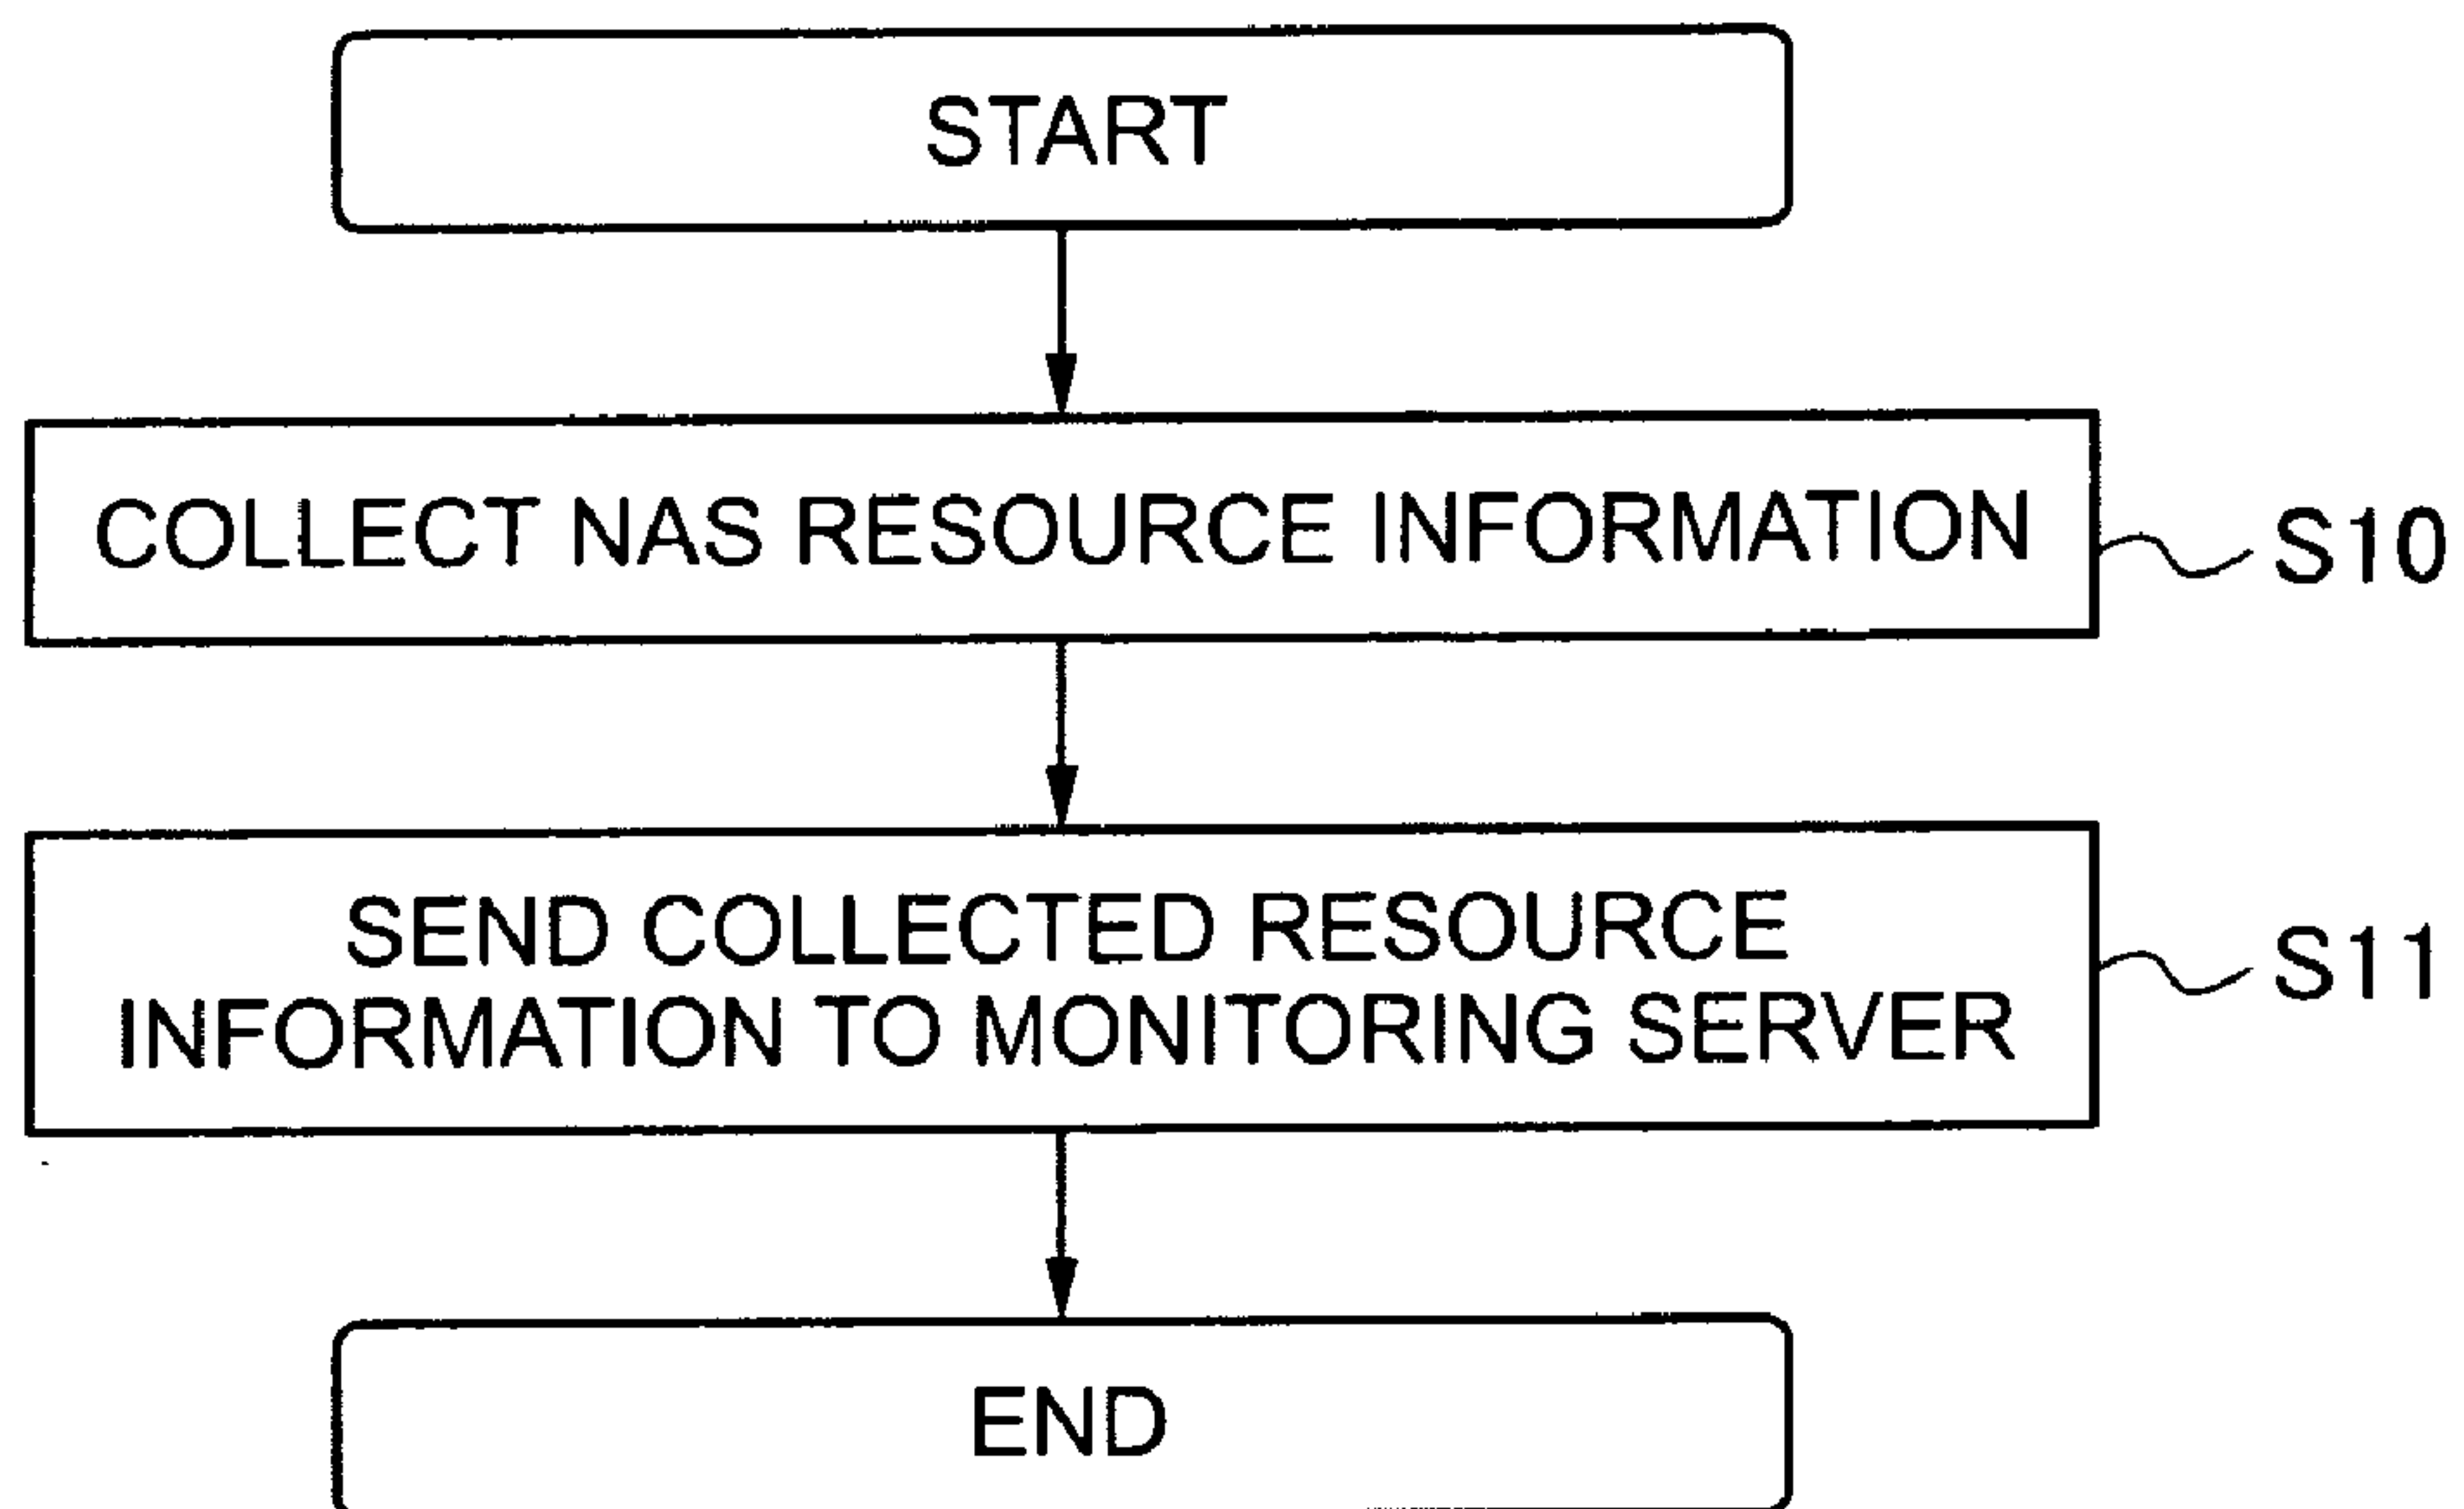 START
COLLECT NAS RESOURCE INFORMATION
S10
SEND COLLECTED RESOURCE
INFORMATION TO MONITORING SERVER
S11
END